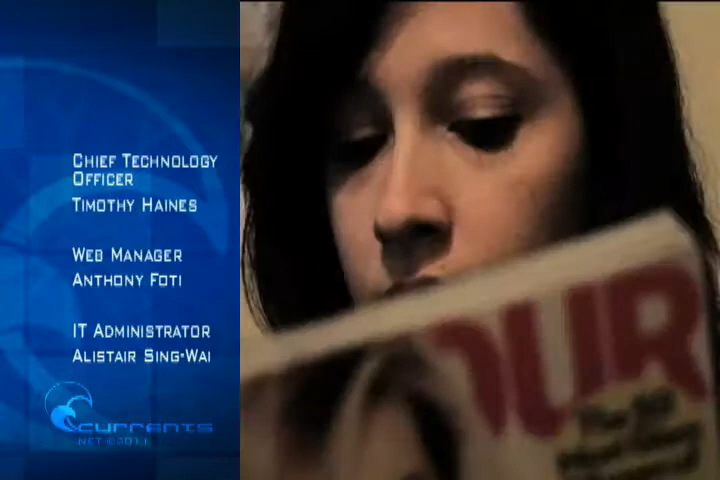 CHIEF TECHNOLOGY
OFFICER
TIMOTHY HAINES
WEB MANAGER
ANTHONY FOTI
IT ADMINISTRATOR
ALISTAIR SING-WAI
CURRENTS
.NET ©2011
OUR